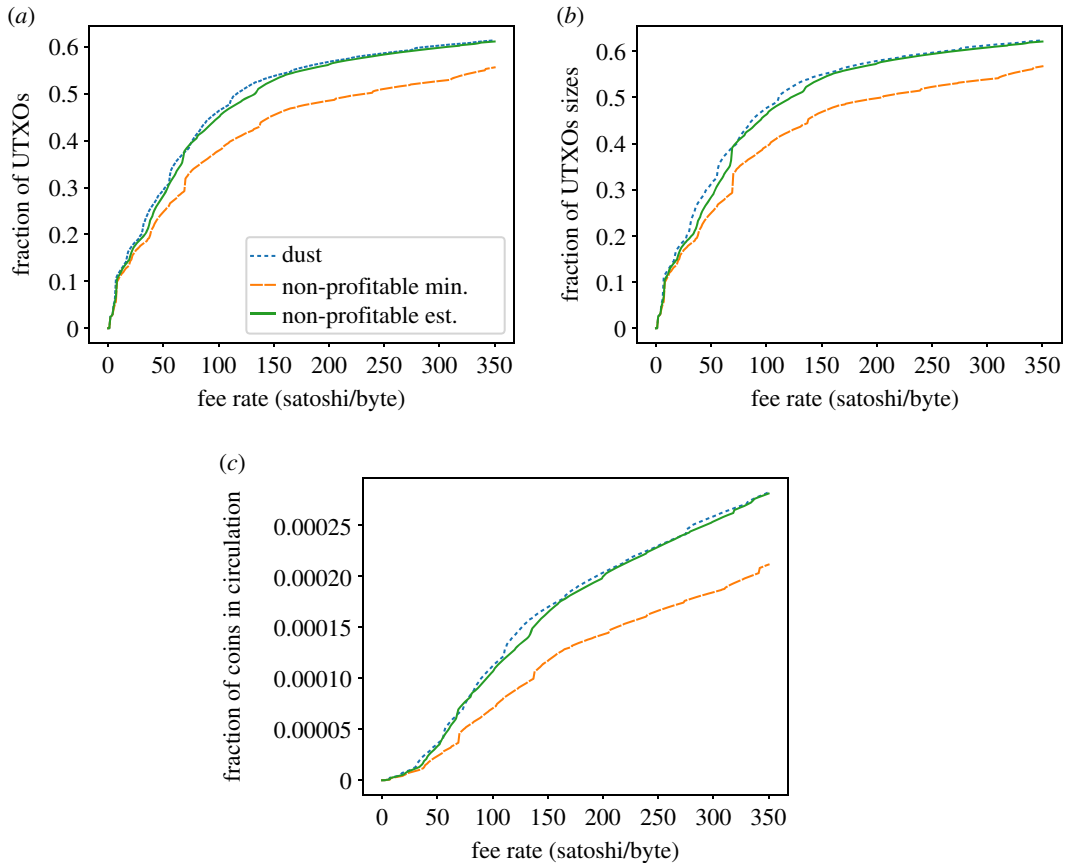 (a)
fraction of UTXOs
0.6
0.5
0.4
0.3
0.2
0.1
0
dust
non-profitable min.
non-profitable est.
0 50 100 150 200 250 300 350
fee rate (satoshi/byte)
(b)
fraction of UTXOs sizes
0.6
0.5
0.4
0.3
0.2
0.1
0
0 50 100 150 200 250 300 350
fee rate (satoshi/byte)
(c)
fraction of coins in circulation
0.00025
0.00020
0.00015
0.00010
0.00005
0
0 50 100 150 200 250 300 350
fee rate (satoshi/byte)